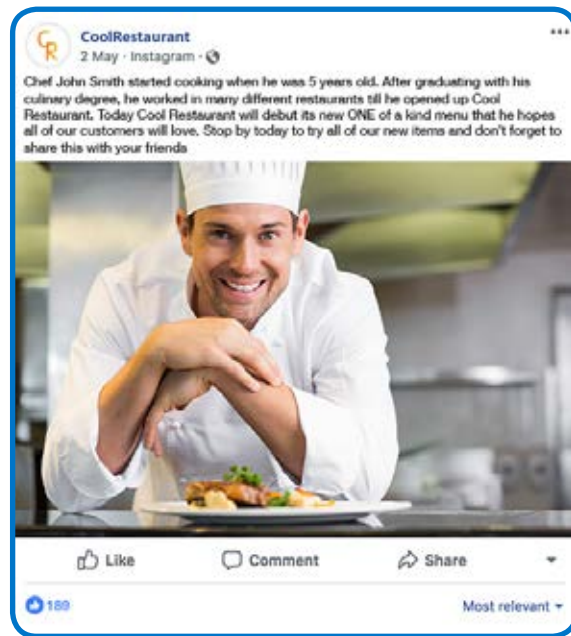 CR
CoolRestaurant
2 May · Instagram ·
Chef John Smith started cooking when he was 5 years old. After graduating with his
culinary degree, he worked in many different restaurants till he opened up Cool
Restaurant. Today Cool Restaurant will debut its new ONE of a kind menu that he hopes
all of our customers will love. Stop by today to try all of our new items and don't forget to
share this with your friends
Like Comment Share
189 Most relevant